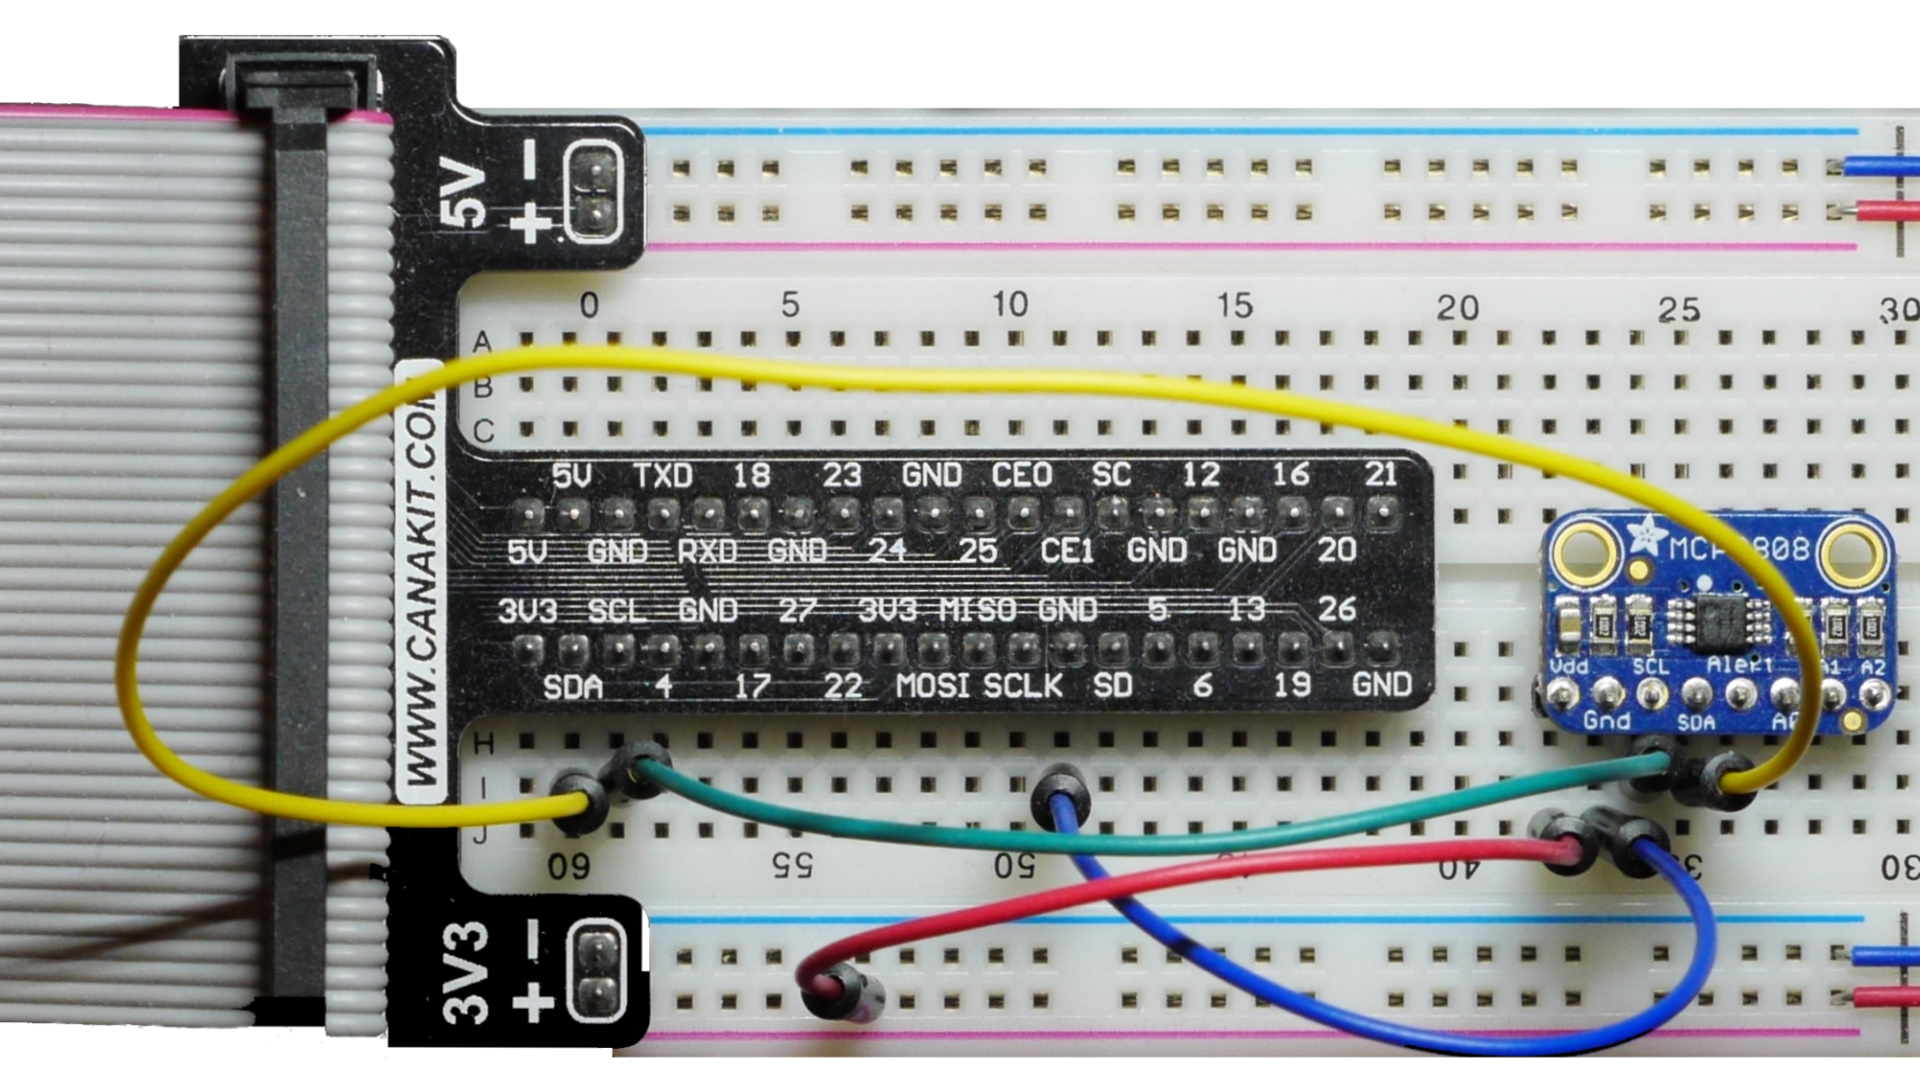 5V
− +
0 5 10 15 20 25 30
A
B
C
WWW.CANAKIT.COM
5V TXD 18 23 GND CE0 SC 12 16 21
5V GND RXD GND 24 25 CE1 GND GND 20
3V3 SCL GND 27 3V3 MISO GND 5 13 26
SDA 4 17 22 MOSI SCLK SD 6 19 GND
Vdd SCL Alert A1 A2
Gnd SDA A0
H
I
J
60 55 50 40 30
3V3
− +